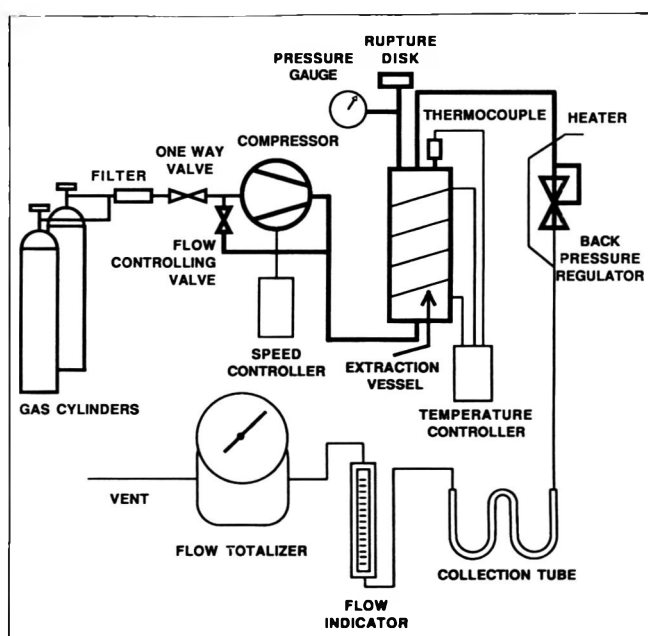 RUPTURE
DISK
PRESSURE
GAUGE
THERMOCOUPLE
HEATER
COMPRESSOR
ONE WAY
VALVE
FILTER
FLOW
CONTROLLING
VALVE
BACK
PRESSURE
REGULATOR
SPEED
CONTROLLER
EXTRACTION
VESSEL
GAS CYLINDERS
TEMPERATURE
CONTROLLER
VENT
FLOW TOTALIZER
COLLECTION TUBE
FLOW
INDICATOR